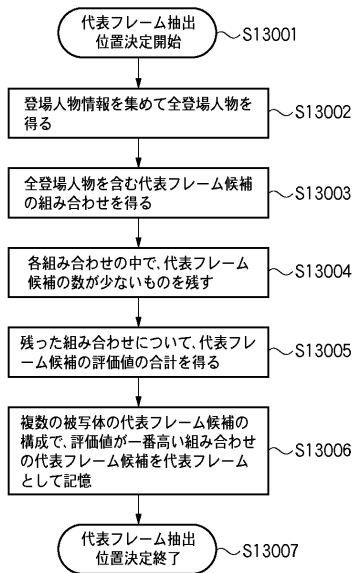 代表フレーム抽出
位置決定開始
S13001
登場人物情報を集めて全登場人物を
得る
S13002
全登場人物を含む代表フレーム候補
の組み合わせを得る
S13003
各組み合わせの中で、代表フレーム
候補の数が少ないものを残す
S13004
残った組み合わせについて、代表フレ
ーム候補の評価値の合計を得る
S13005
複数の被写体の代表フレーム候補の
構成で、評価値が一番高い組み合わせ
の代表フレーム候補を代表フレーム
として記憶
S13006
代表フレーム抽出
位置決定終了
S13007